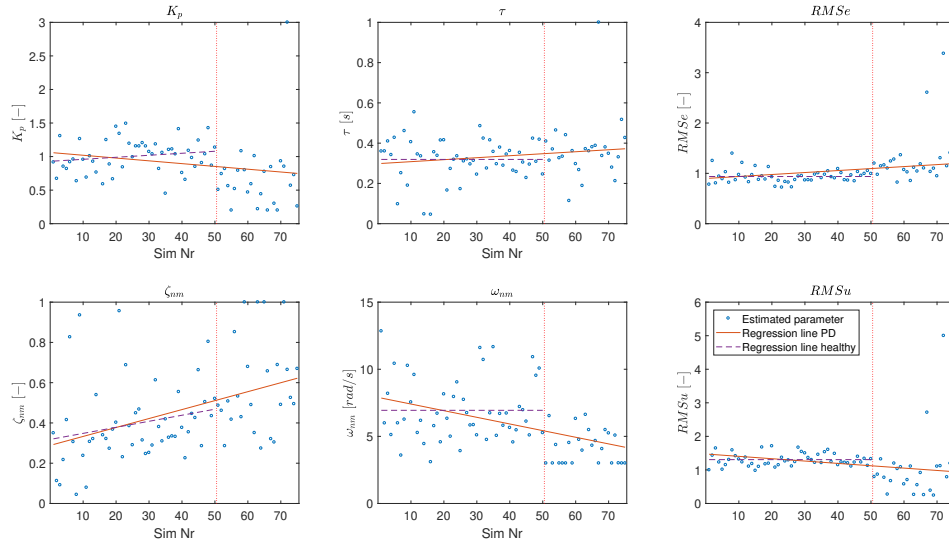 K_p
3
2.5
2
1.5
1
0.5
0
K_p [−]
10 20 30 40 50 60 70
Sim Nr
τ
1
0.8
0.6
0.4
0.2
0
τ [s]
10 20 30 40 50 60 70
Sim Nr
RMSe
4
3
2
1
0
RMSe [−]
10 20 30 40 50 60 70
Sim Nr
ζ_nm
1
0.8
0.6
0.4
0.2
0
ζ_nm [−]
10 20 30 40 50 60 70
Sim Nr
ω_nm
15
10
5
0
ω_nm [rad/s]
10 20 30 40 50 60 70
Sim Nr
RMSu
6
5
4
3
2
1
0
RMSu [−]
Estimated parameter
Regression line PD
Regression line healthy
10 20 30 40 50 60 70
Sim Nr